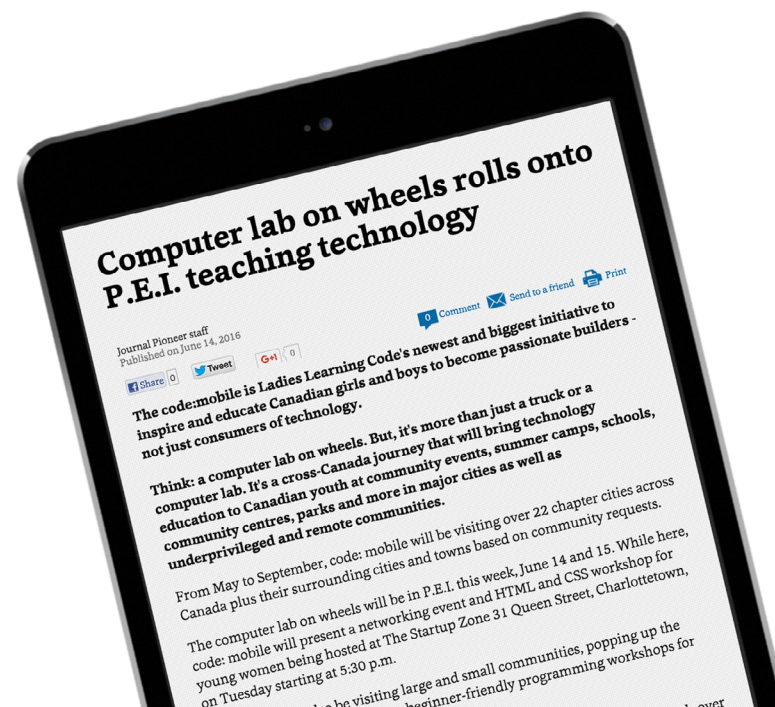 Computer lab on wheels rolls onto
P.E.I. teaching technology
Journal Pioneer staff
Published on June 14, 2016
0 Comment Send to a friend Print
Share 0 Tweet G+1 0
The code:mobile is Ladies Learning Code's newest and biggest initiative to
inspire and educate Canadian girls and boys to become passionate builders -
not just consumers of technology.
Think: a computer lab on wheels. But, it's more than just a truck or a
computer lab. It's a cross-Canada journey that will bring technology
education to Canadian youth at community events, summer camps, schools,
community centres, parks and more in major cities as well as
underprivileged and remote communities.
From May to September, code: mobile will be visiting over 22 chapter cities across
Canada plus their surrounding cities and towns based on community requests.
The computer lab on wheels will be in P.E.I. this week, June 14 and 15. While here,
code: mobile will present a networking event and HTML and CSS workshop for
young women being hosted at The Startup Zone 31 Queen Street, Charlottetown,
on Tuesday starting at 5:30 p.m.
be visiting large and small communities, popping up the
beginner-friendly programming workshops for
over